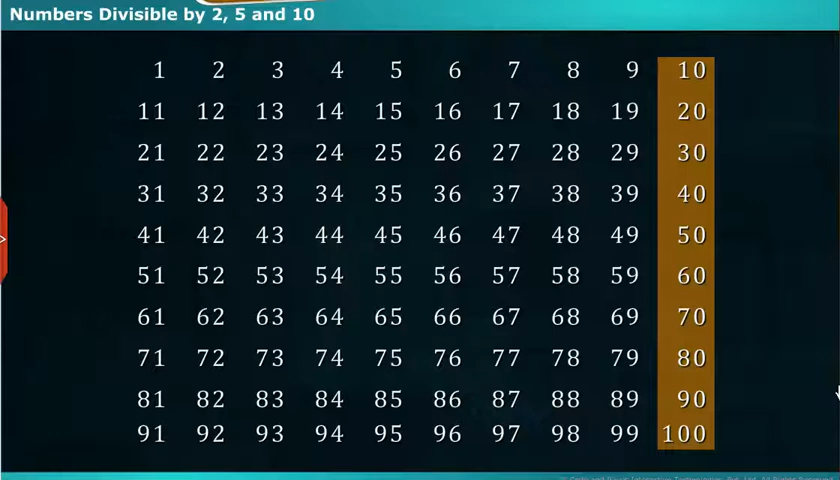 Numbers Divisible by 2, 5 and 10
1 2 3 4 5 6 7 8 9 10
11 12 13 14 15 16 17 18 19 20
21 22 23 24 25 26 27 28 29 30
31 32 33 34 35 36 37 38 39 40
41 42 43 44 45 46 47 48 49 50
51 52 53 54 55 56 57 58 59 60
61 62 63 64 65 66 67 68 69 70
71 72 73 74 75 76 77 78 79 80
81 82 83 84 85 86 87 88 89 90
91 92 93 94 95 96 97 98 99 100